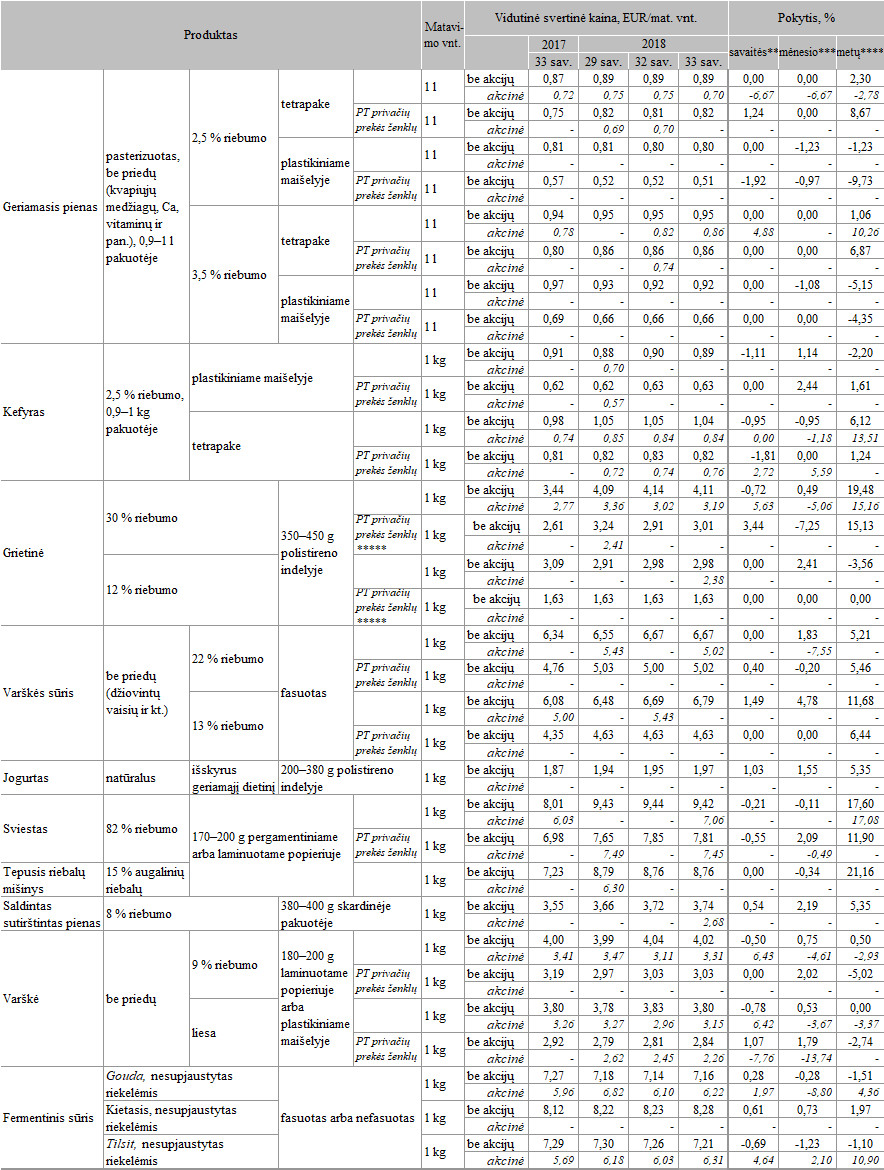 Produktas Matavi- Vidutinė svertinė kaina, EUR/mat. vnt. Pokytis, %
mo vnt. 2017 2018 savaitės** mėnesio*** metų****
33 sav. 29 sav. 32 sav. 33 sav.
Geriamasis pienas pasterizuotas, be priedų (kvapiųjų medžiagų, Ca, vitaminų ir pan.), 0,9–1 l pakuotėje
2,5 % riebumo tetrapake 1 l be akcijų 0,87 0,89 0,89 0,89 0,00 0,00 2,30
akcinė 0,72 0,75 0,75 0,70 -6,67 -6,67 -2,78
PT privačių prekės ženklų 1 l be akcijų 0,75 0,82 0,81 0,82 1,24 0,00 8,67
akcinė - 0,69 0,70 - - - -
plastikiniame maišelyje 1 l be akcijų 0,81 0,81 0,80 0,80 0,00 -1,23 -1,23
akcinė - - - - - - -
PT privačių prekės ženklų 1 l be akcijų 0,57 0,52 0,52 0,51 -1,92 -0,97 -9,73
akcinė - - - - - - -
3,5 % riebumo tetrapake 1 l be akcijų 0,94 0,95 0,95 0,95 0,00 0,00 1,06
akcinė 0,78 - 0,82 0,86 4,88 - 10,26
PT privačių prekės ženklų 1 l be akcijų 0,80 0,86 0,86 0,86 0,00 0,00 6,87
akcinė - - 0,74 - - - -
plastikiniame maišelyje 1 l be akcijų 0,97 0,93 0,92 0,92 0,00 -1,08 -5,15
akcinė - - - - - - -
PT privačių prekės ženklų 1 l be akcijų 0,69 0,66 0,66 0,66 0,00 0,00 -4,35
akcinė - - - - - - -
Kefyras 2,5 % riebumo, 0,9–1 kg pakuotėje
plastikiniame maišelyje 1 kg be akcijų 0,91 0,88 0,90 0,89 -1,11 1,14 -2,20
akcinė - 0,70 - - - - -
PT privačių prekės ženklų 1 kg be akcijų 0,62 0,62 0,63 0,63 0,00 2,44 1,61
akcinė - 0,57 - - - - -
tetrapake 1 kg be akcijų 0,98 1,05 1,05 1,04 -0,95 -0,95 6,12
akcinė 0,74 0,85 0,84 0,84 0,00 -1,18 13,51
PT privačių prekės ženklų 1 kg be akcijų 0,81 0,82 0,83 0,82 -1,81 0,00 1,24
akcinė - 0,72 0,74 0,76 2,72 5,59 -
Grietinė 350–450 g polistireno indelyje
30 % riebumo 1 kg be akcijų 3,44 4,09 4,14 4,11 -0,72 0,49 19,48
akcinė 2,77 3,36 3,02 3,19 5,63 -5,06 15,16
PT privačių prekės ženklų ***** 1 kg be akcijų 2,61 3,24 2,91 3,01 3,44 -7,25 15,13
akcinė - 2,41 - - - - -
12 % riebumo 1 kg be akcijų 3,09 2,91 2,98 2,98 0,00 2,41 -3,56
akcinė - - - 2,38 - - -
PT privačių prekės ženklų ***** 1 kg be akcijų 1,63 1,63 1,63 1,63 0,00 0,00 0,00
akcinė - - - - - - -
Varškės sūris be priedų (džiovintų vaisių ir kt.) fasuotas
22 % riebumo 1 kg be akcijų 6,34 6,55 6,67 6,67 0,00 1,83 5,21
akcinė - 5,43 - 5,02 - -7,55 -
PT privačių prekės ženklų 1 kg be akcijų 4,76 5,03 5,00 5,02 0,40 -0,20 5,46
akcinė - - - - - - -
13 % riebumo 1 kg be akcijų 6,08 6,48 6,69 6,79 1,49 4,78 11,68
akcinė 5,00 - 5,43 - - - -
PT privačių prekės ženklų 1 kg be akcijų 4,35 4,63 4,63 4,63 0,00 0,00 6,44
akcinė - - - - - - -
Jogurtas natūralus išskyrus geriamąjį dietinį 200–380 g polistireno indelyje 1 kg be akcijų 1,87 1,94 1,95 1,97 1,03 1,55 5,35
akcinė - - - - - - -
Sviestas 82 % riebumo 170–200 g pergamentiniame arba laminuotame popieriuje
1 kg be akcijų 8,01 9,43 9,44 9,42 -0,21 -0,11 17,60
akcinė 6,03 - - 7,06 - - 17,08
PT privačių prekės ženklų 1 kg be akcijų 6,98 7,65 7,85 7,81 -0,55 2,09 11,90
akcinė - 7,49 - 7,45 - -0,49 -
Tepusis riebalų mišinys 15 % augalinių riebalų 1 kg be akcijų 7,23 8,79 8,76 8,76 0,00 -0,34 21,16
akcinė - 6,30 - - - - -
Saldintas sutirštintas pienas 8 % riebumo 380–400 g skardinėje pakuotėje 1 kg be akcijų 3,55 3,66 3,72 3,74 0,54 2,19 5,35
akcinė - - - 2,68 - - -
Varškė be priedų 180–200 g laminuotame popieriuje arba plastikiniame maišelyje
9 % riebumo 1 kg be akcijų 4,00 3,99 4,04 4,02 -0,50 0,75 0,50
akcinė 3,41 3,47 3,11 3,31 6,43 -4,61 -2,93
PT privačių prekės ženklų 1 kg be akcijų 3,19 2,97 3,03 3,03 0,00 2,02 -5,02
akcinė - - - - - - -
liesa 1 kg be akcijų 3,80 3,78 3,83 3,80 -0,78 0,53 0,00
akcinė 3,26 3,27 2,96 3,15 6,42 -3,67 -3,37
PT privačių prekės ženklų 1 kg be akcijų 2,92 2,79 2,81 2,84 1,07 1,79 -2,74
akcinė - 2,62 2,45 2,26 -7,76 -13,74 -
Fermentinis sūris fasuotas arba nefasuotas
Gouda, nesupjaustytas riekelėmis 1 kg be akcijų 7,27 7,18 7,14 7,16 0,28 -0,28 -1,51
akcinė 5,96 6,82 6,10 6,22 1,97 -8,80 4,36
Kietasis, nesupjaustytas riekelėmis 1 kg be akcijų 8,12 8,22 8,23 8,28 0,61 0,73 1,97
akcinė - - - - - - -
Tilsit, nesupjaustytas riekelėmis 1 kg be akcijų 7,29 7,30 7,26 7,21 -0,69 -1,23 -1,10
akcinė 5,69 6,18 6,03 6,31 4,64 2,10 10,90